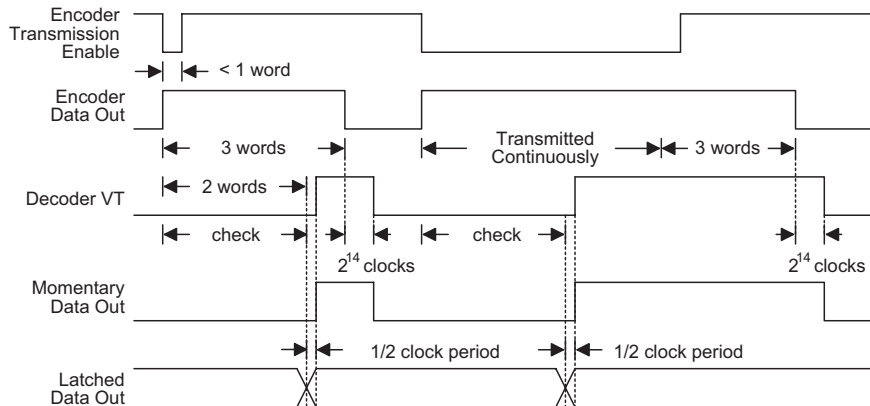 Encoder
Transmission
Enable
< 1 word
Encoder
Data Out
3 words
Transmitted
Continuously
3 words
Decoder VT
2 words
check
check
2^14 clocks
2^14 clocks
Momentary
Data Out
1/2 clock period
1/2 clock period
Latched
Data Out